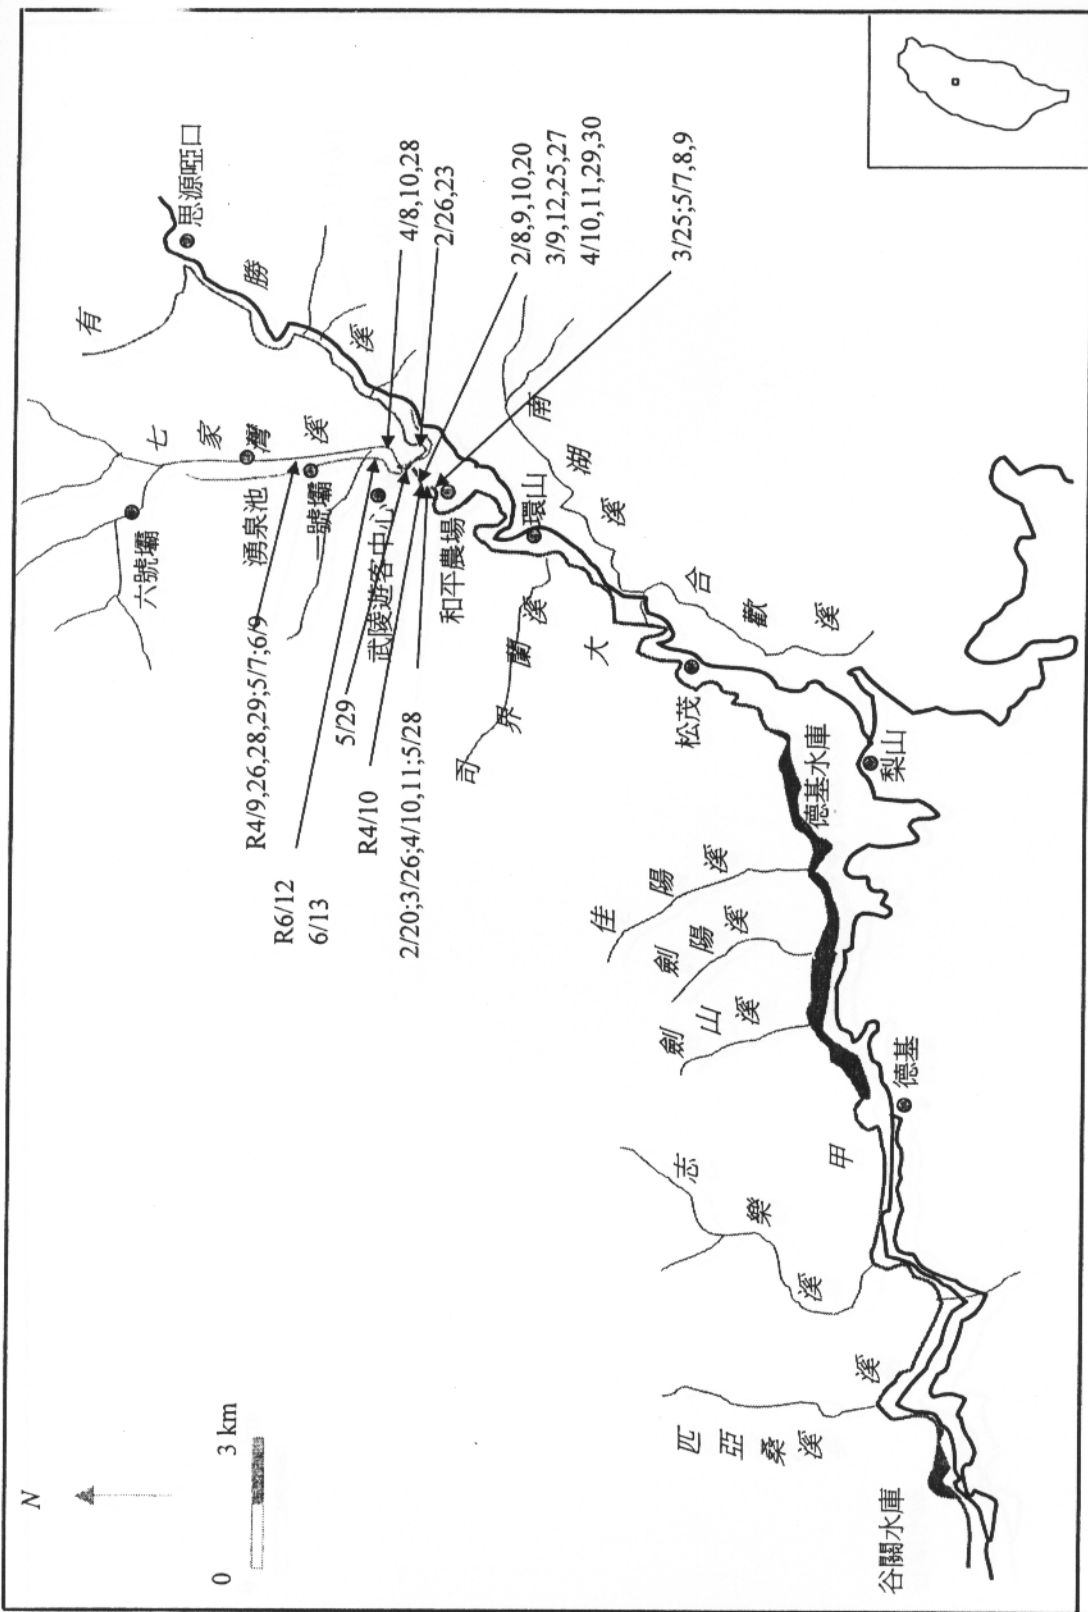 N
0 3 km
思源啞口
有勝溪
七家灣溪
六號壩
湧泉池
一號壩
武陵遊客中心
和平農場
環山
南湖溪
合歡溪
司界蘭溪
大甲溪
松茂
梨山
德基水庫
佳陽溪
劍陽溪
劍山溪
德基
志樂溪
匹亞桑溪
谷關水庫
4/8,10,28
2/26,23
2/8,9,10,20
3/9,12,25,27
4/10,11,29,30
3/25;5/7,8,9
R4/9,26,28,29;5/7;6/9
R6/12
6/13
5/29
R4/10
2/20;3/26;4/10,11;5/28